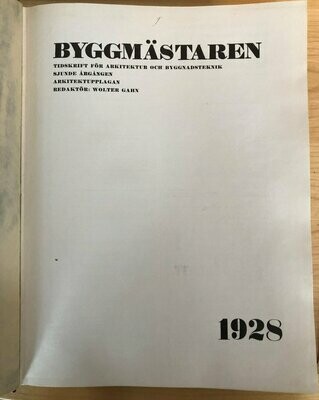 BYGGMÄSTAREN
TIDSKRIFT FÖR ARKITEKTUR OCH BYGGNADSTEKNIK
SJUNDE ÅRGÅNGEN
ARKITEKTUPPLAGAN
REDAKTÖR: WOLTER GAHN
1928